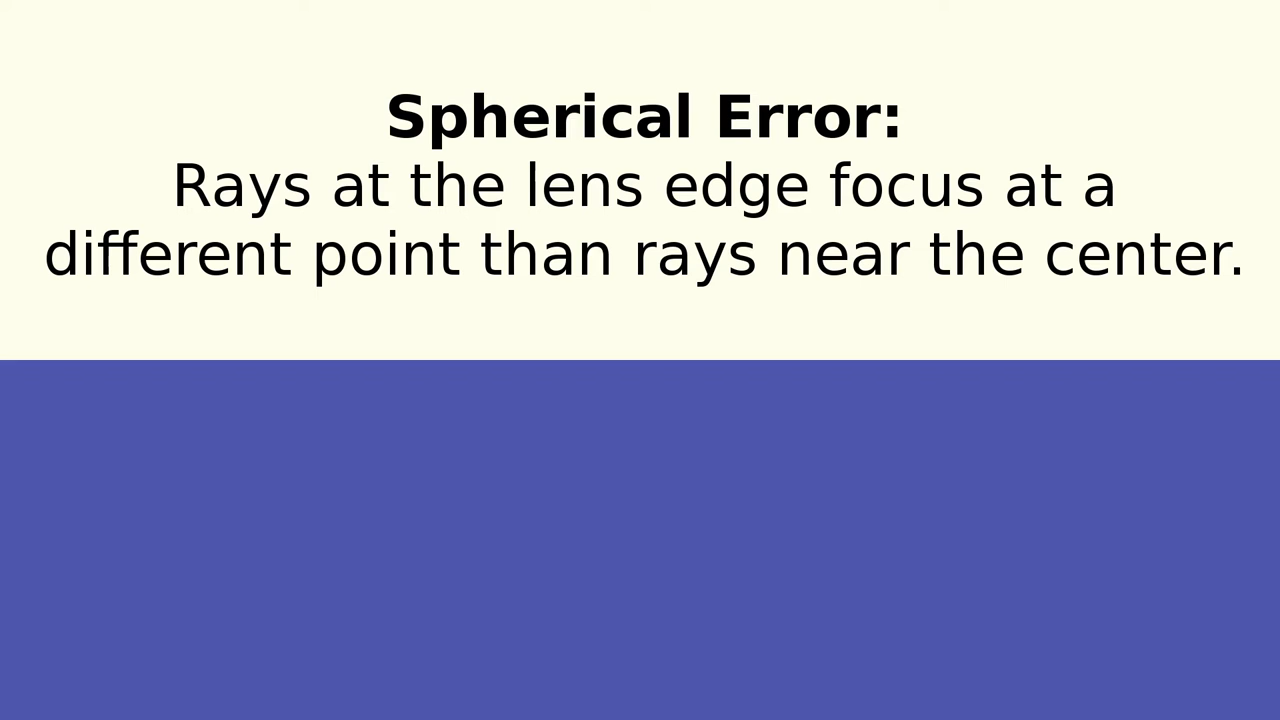 Spherical Error:
Rays at the lens edge focus at a
different point than rays near the center.